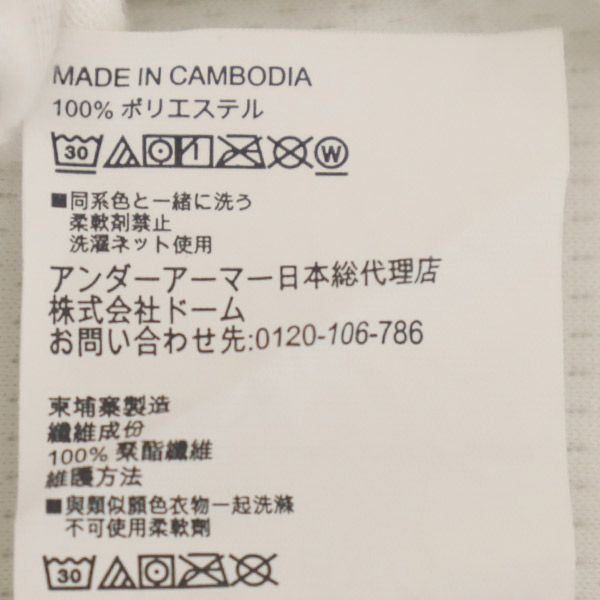 MADE IN CAMBODIA
100% ポリエステル
30 W
■同系色と一緒に洗う
柔軟剤禁止
洗濯ネット使用
アンダーアーマー日本総代理店
株式会社ドーム
お問い合わせ先:0120-106-786
柬埔寨製造
纖維成份
100% 聚酯纖維
維護方法
■與類似顏色衣物一起洗滌
不可使用柔軟劑
30